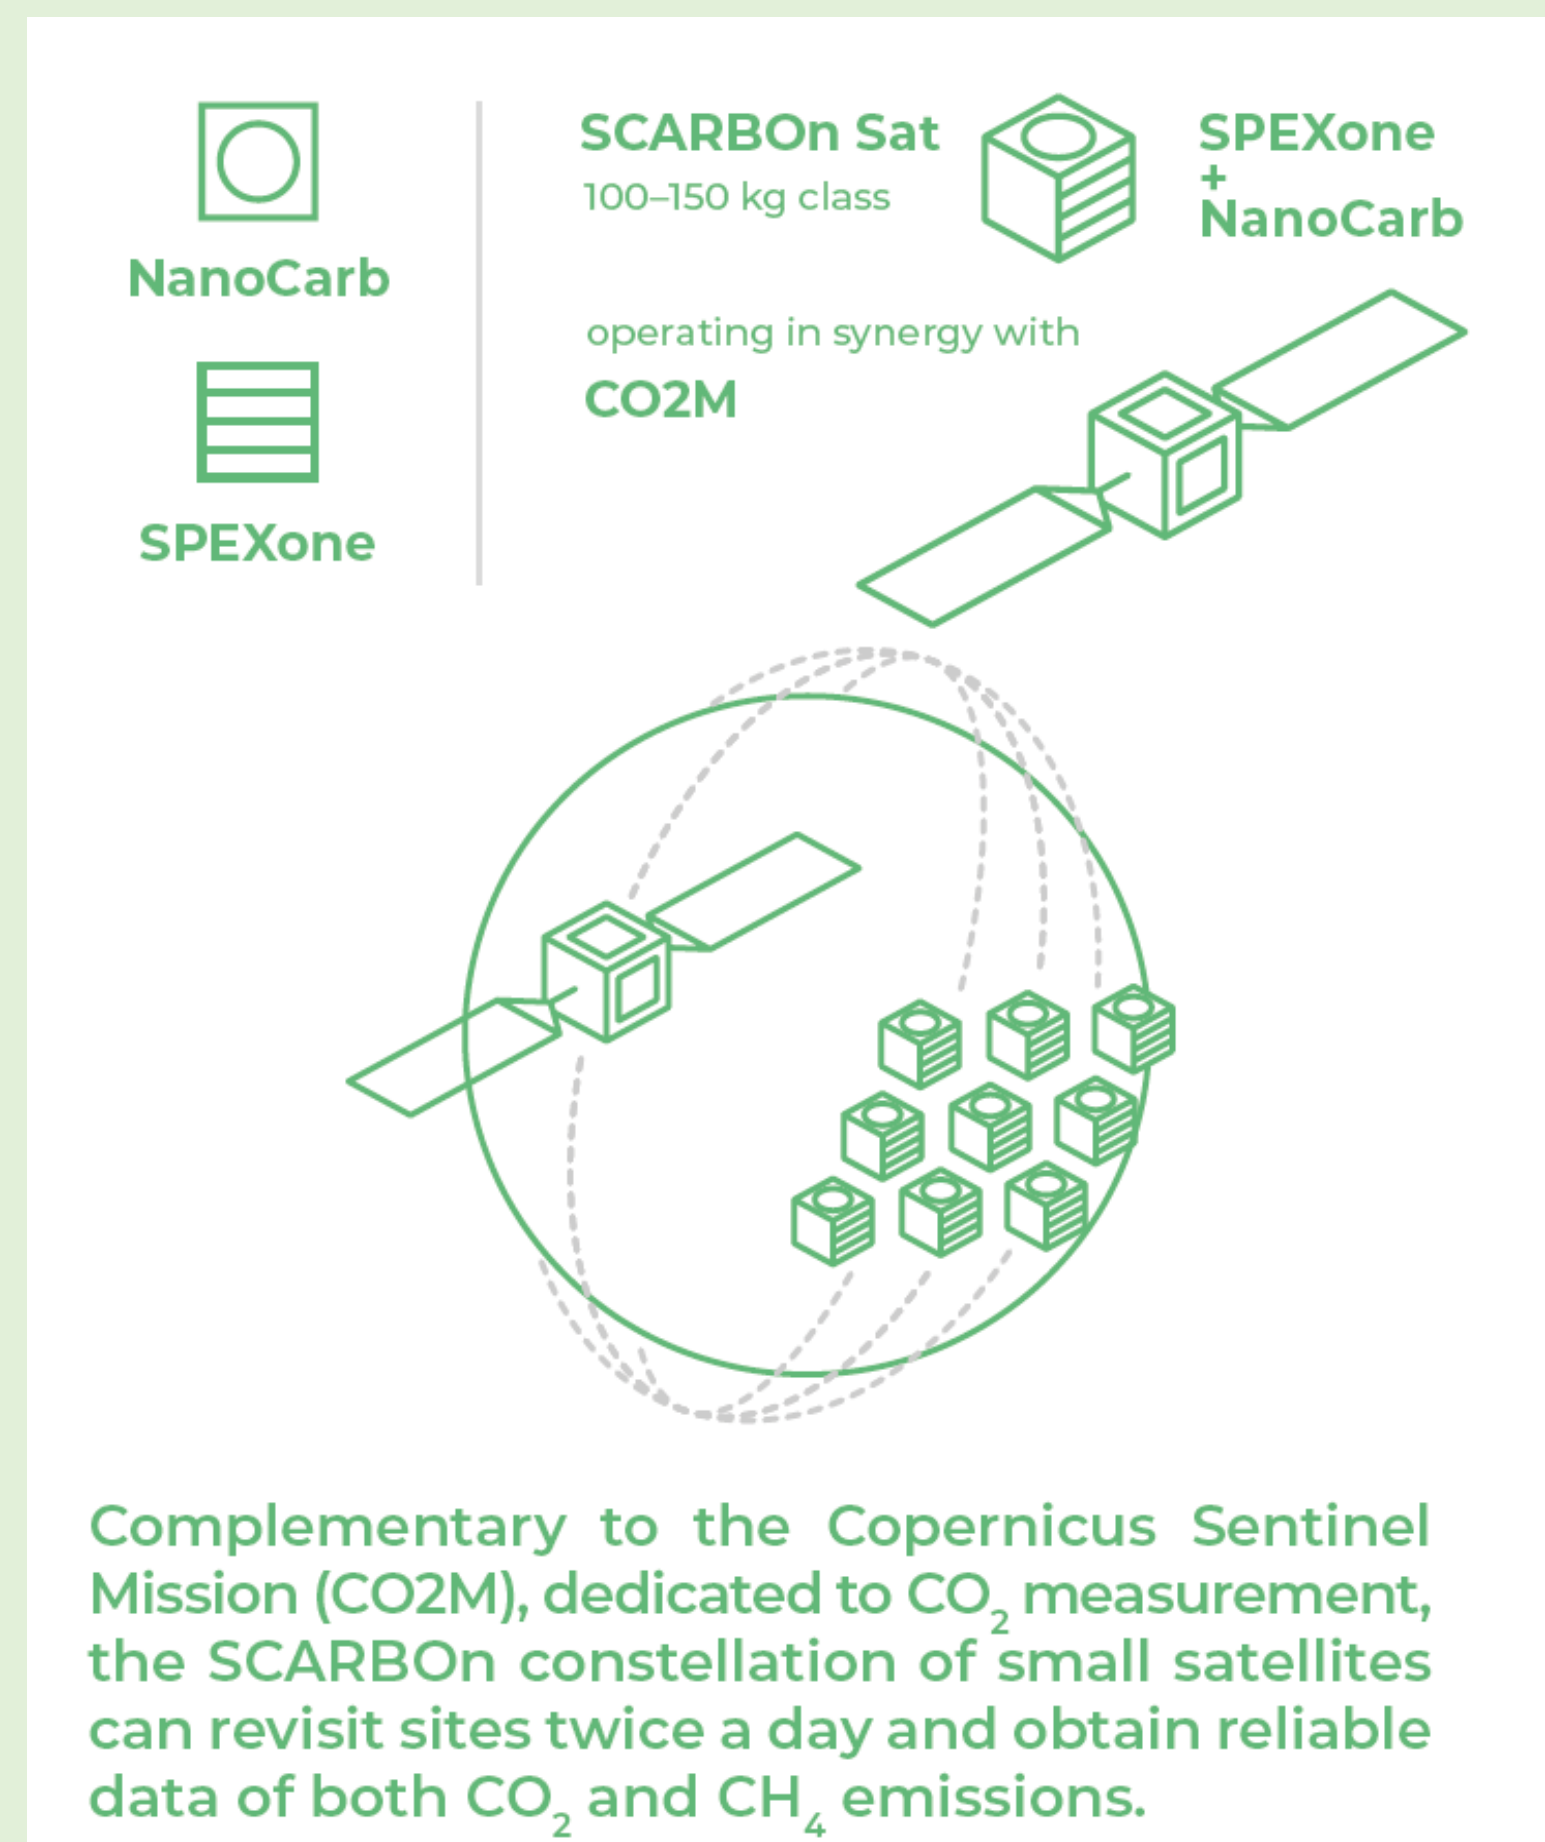 NanoCarb
SPEXone
SCARBOn Sat
100–150 kg class
SPEXone
+
NanoCarb
operating in synergy with
CO2M
Complementary to the Copernicus Sentinel
Mission (CO2M), dedicated to CO₂ measurement,
the SCARBOn constellation of small satellites
can revisit sites twice a day and obtain reliable
data of both CO₂ and CH₄ emissions.